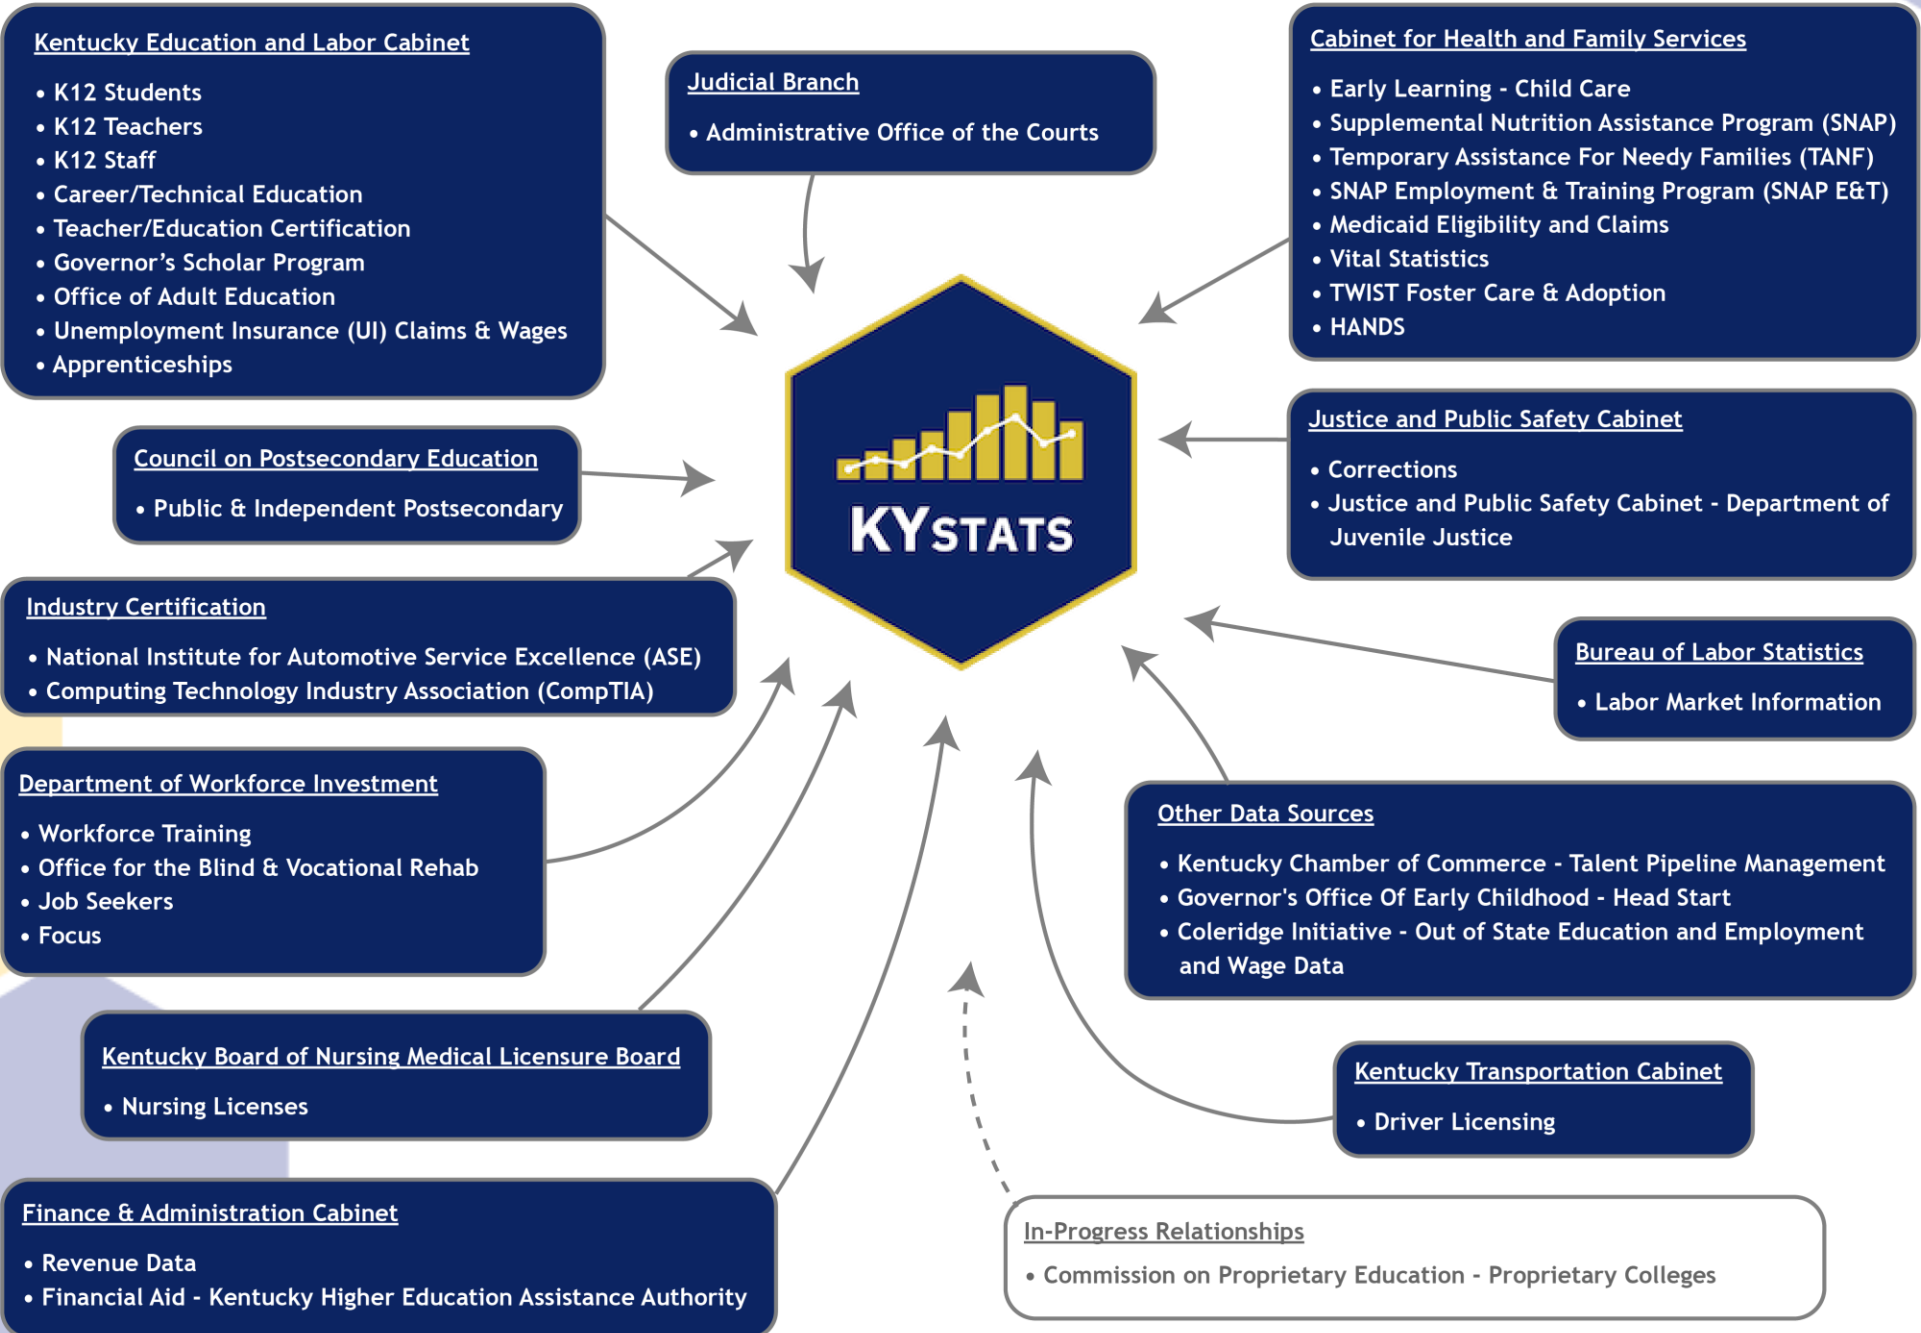 Kentucky Education and Labor Cabinet
• K12 Students
• K12 Teachers
• K12 Staff
• Career/Technical Education
• Teacher/Education Certification
• Governor’s Scholar Program
• Office of Adult Education
• Unemployment Insurance (UI) Claims & Wages
• Apprenticeships
Judicial Branch
• Administrative Office of the Courts
Cabinet for Health and Family Services
• Early Learning - Child Care
• Supplemental Nutrition Assistance Program (SNAP)
• Temporary Assistance For Needy Families (TANF)
• SNAP Employment & Training Program (SNAP E&T)
• Medicaid Eligibility and Claims
• Vital Statistics
• TWIST Foster Care & Adoption
• HANDS
Council on Postsecondary Education
• Public & Independent Postsecondary
KYSTATS
Justice and Public Safety Cabinet
• Corrections
• Justice and Public Safety Cabinet - Department of
Juvenile Justice
Industry Certification
• National Institute for Automotive Service Excellence (ASE)
• Computing Technology Industry Association (CompTIA)
Bureau of Labor Statistics
• Labor Market Information
Department of Workforce Investment
• Workforce Training
• Office for the Blind & Vocational Rehab
• Job Seekers
• Focus
Other Data Sources
• Kentucky Chamber of Commerce - Talent Pipeline Management
• Governor's Office Of Early Childhood - Head Start
• Coleridge Initiative - Out of State Education and Employment
and Wage Data
Kentucky Board of Nursing Medical Licensure Board
• Nursing Licenses
Kentucky Transportation Cabinet
• Driver Licensing
Finance & Administration Cabinet
• Revenue Data
• Financial Aid - Kentucky Higher Education Assistance Authority
In-Progress Relationships
• Commission on Proprietary Education - Proprietary Colleges